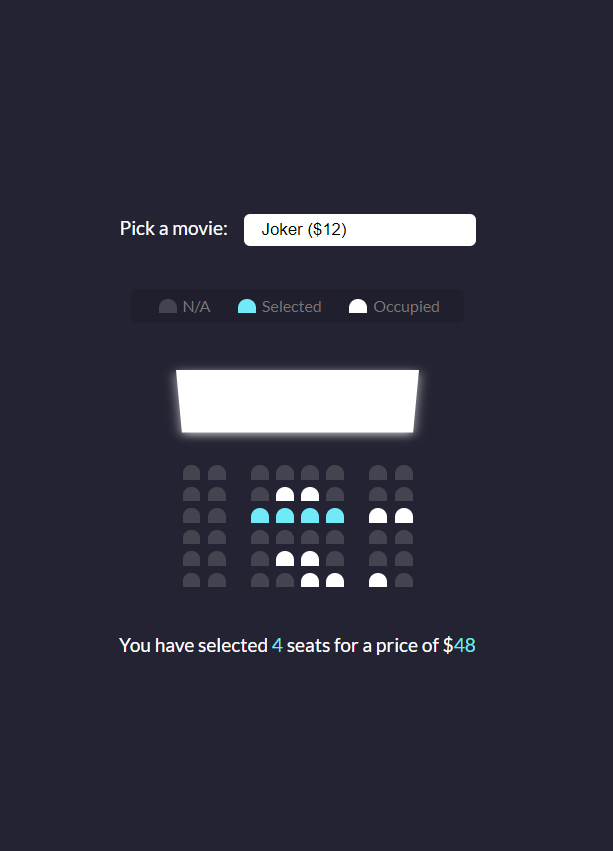 Pick a movie: Joker ($12)
N/A Selected Occupied
You have selected 4 seats for a price of $48